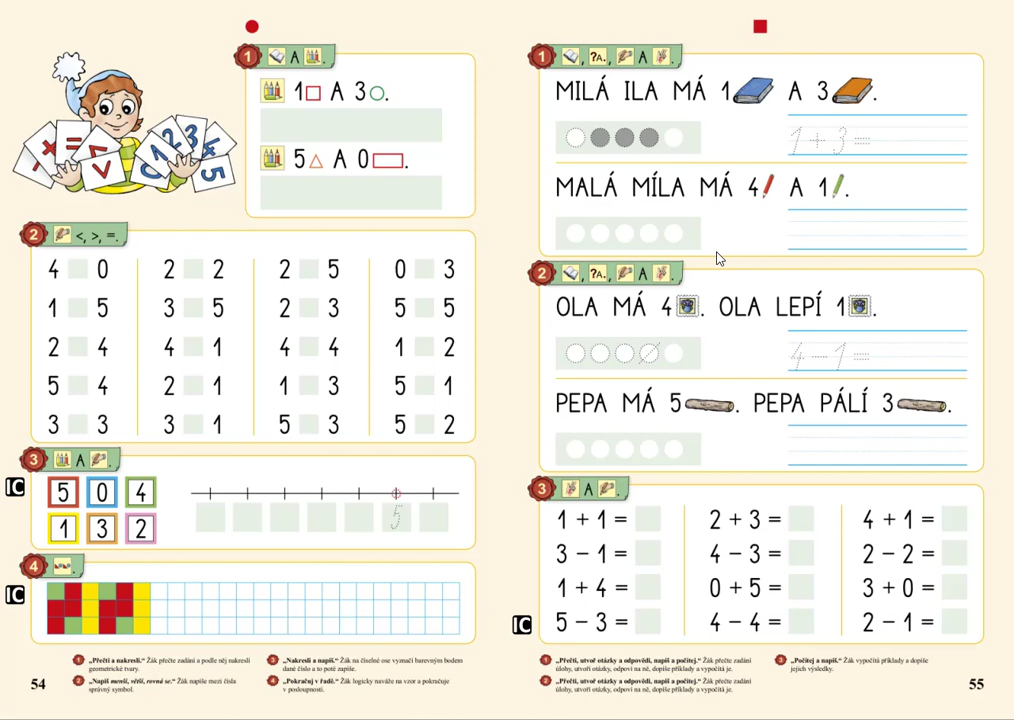 1 A .
1 A 3 .
5 A 0 .
2 <, >, =.
4 0 2 2 2 5 0 3
1 5 3 5 2 3 5 5
2 4 4 1 4 4 1 2
5 4 2 1 1 3 5 1
3 3 3 1 5 3 5 2
3 A .
5 0 4
1 3 2
5
4 .
1 „Přečti a nakresli.“ Žák přečte zadání a podle něj nakreslí
geometrické tvary.
2 „Napiš menší, větší, rovná se.“ Žák napíše mezi čísla
správný symbol.
3 „Nakresli a napiš.“ Žák na číselné ose vyznačí barevným bodem
dané číslo a to poté zapíše.
4 „Pokračuj v řadě.“ Žák logicky naváže na vzor a pokračuje
v posloupnosti.
54
1 , ?A., A .
MILÁ ILA MÁ 1 A 3 .
1 + 3 =
MALÁ MÍLA MÁ 4 A 1 .
2 , ?A., A .
OLA MÁ 4 . OLA LEPÍ 1 .
4 − 1 =
PEPA MÁ 5 . PEPA PÁLÍ 3 .
3 A .
1 + 1 = 2 + 3 = 4 + 1 =
3 − 1 = 4 − 3 = 2 − 2 =
1 + 4 = 0 + 5 = 3 + 0 =
5 − 3 = 4 − 4 = 2 − 1 =
1 „Přečti, utvoř otázky a odpovědi, napiš a počítej.“ Žák přečte zadání
úlohy, utvoří otázky, odpoví na ně, dopíše příklady a vypočítá je.
2 „Přečti, utvoř otázky a odpovědi, napiš a počítej.“ Žák přečte zadání
úlohy, utvoří otázky, odpoví na ně, dopíše příklady a vypočítá je.
3 „Počítej a napiš.“ Žák vypočítá příklady a dopíše
jejich výsledky.
55